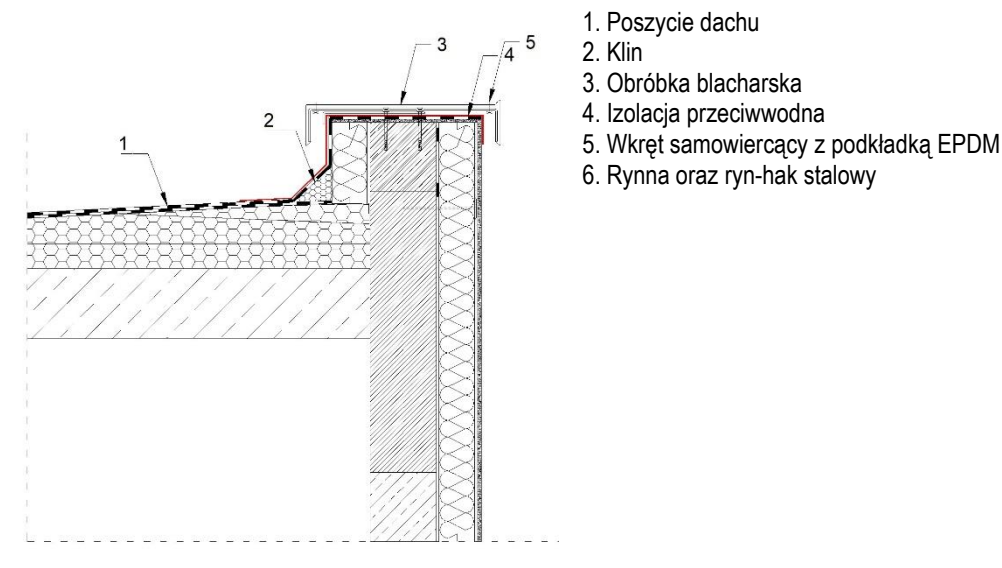 1. Poszycie dachu
2. Klin
3. Obróbka blacharska
4. Izolacja przeciwwodna
5. Wkręt samowiercący z podkładką EPDM
6. Rynna oraz ryn-hak stalowy
3
5
4
2
1